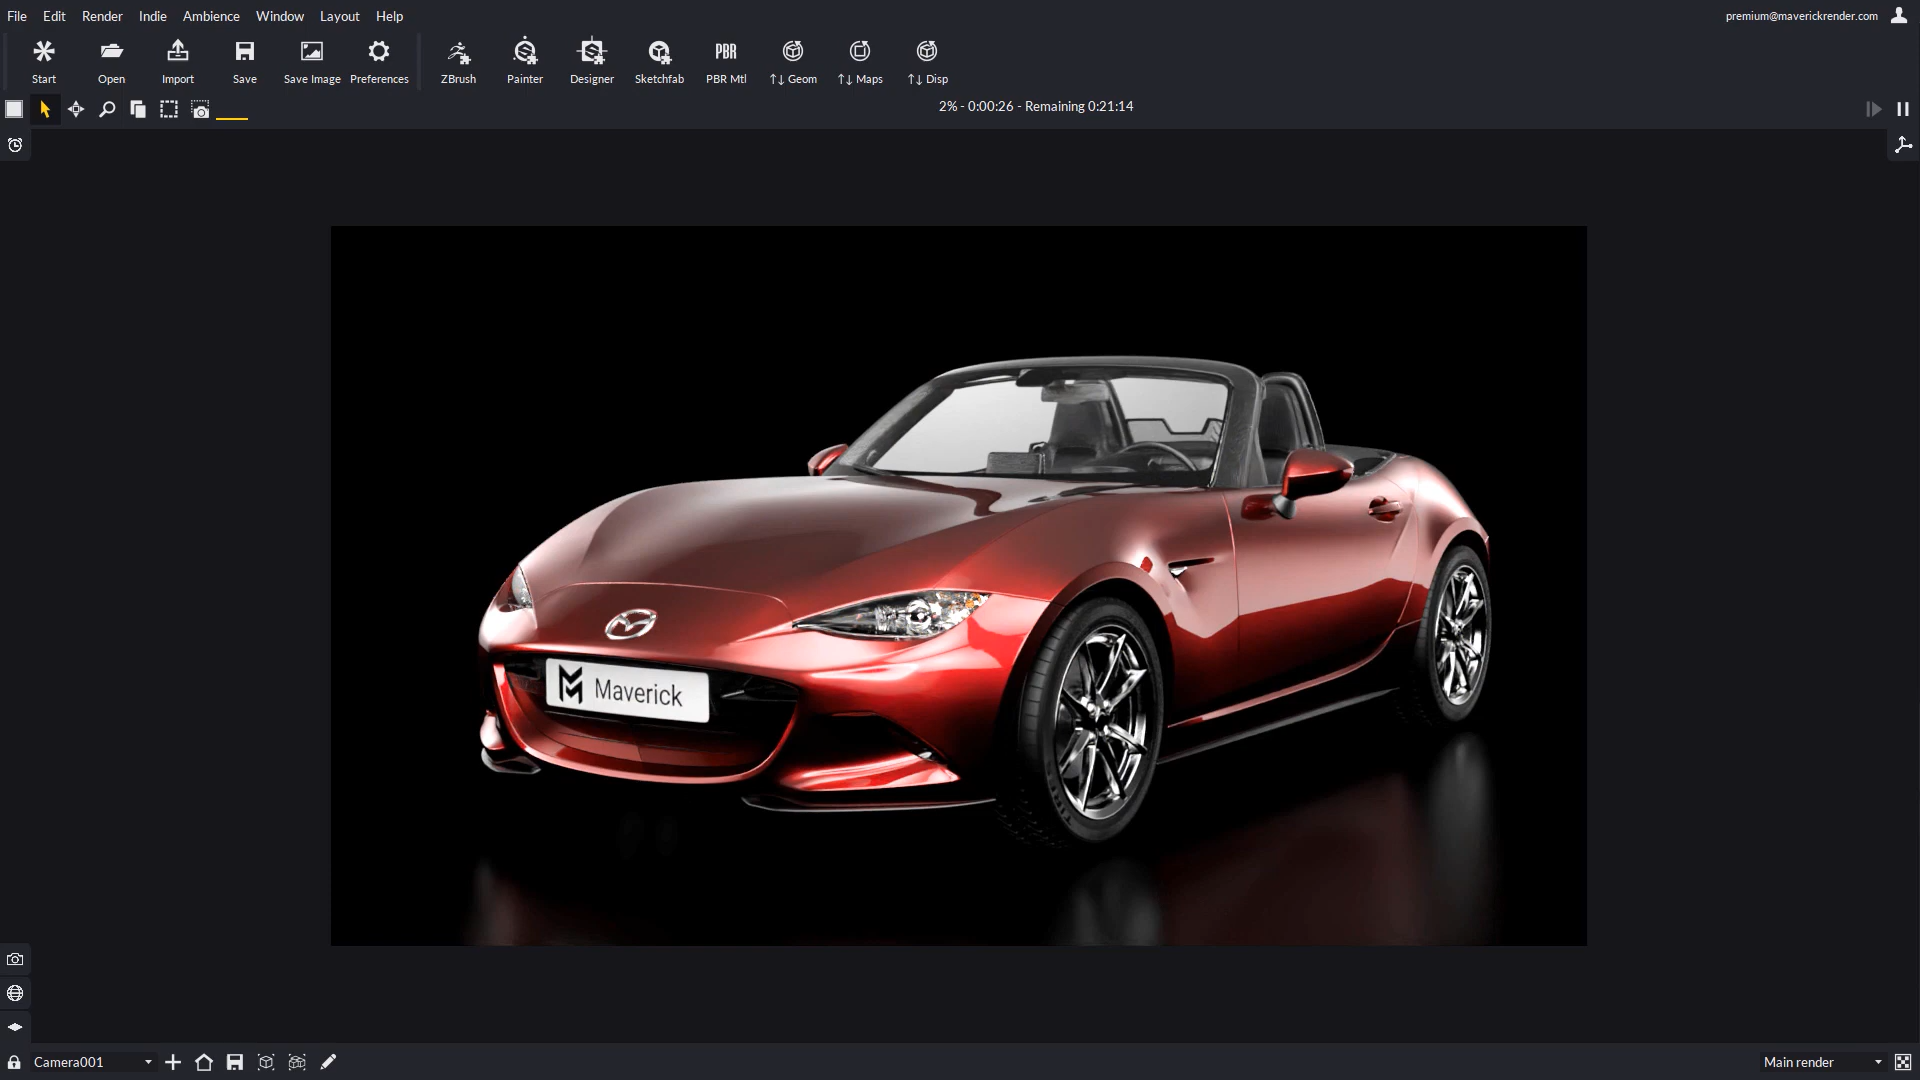 File Edit Render Indie Ambience Window Layout Help
premium@maverickrender.com
Start Open Import Save Save Image Preferences ZBrush Painter Designer Sketchfab PBR Mtl ↑↓ Geom ↑↓ Maps ↑↓ Disp
PBR
2% - 0:00:26 - Remaining 0:21:14
Maverick
Camera001
Main render